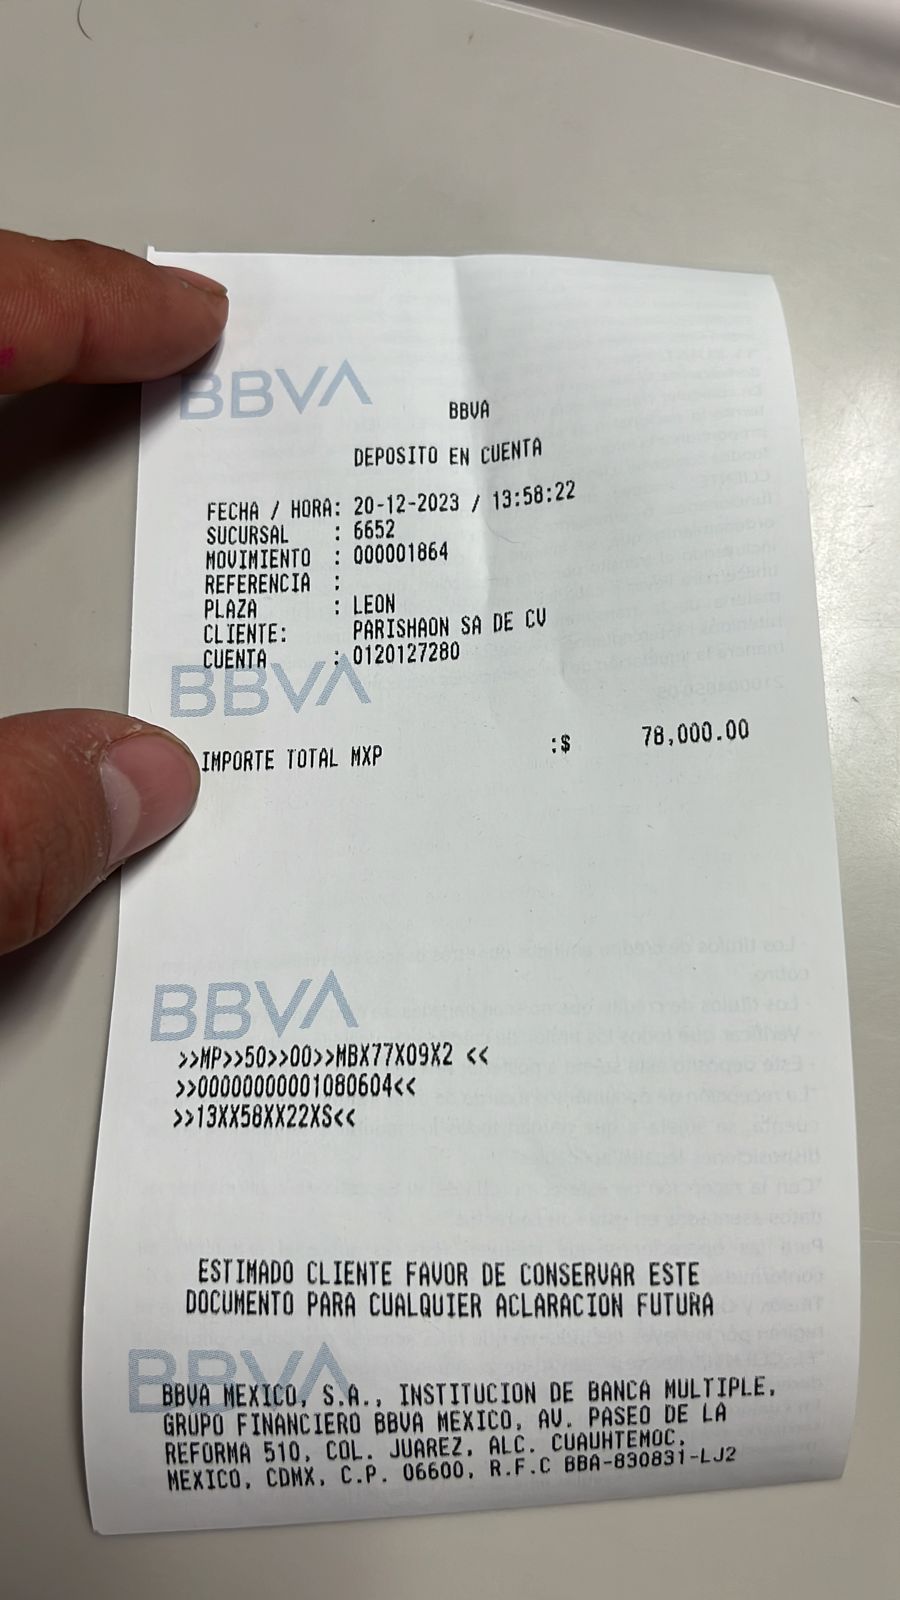 BBVA
BBVA
DEPOSITO EN CUENTA
FECHA / HORA: 20-12-2023 / 13:58:22
SUCURSAL : 6652
MOVIMIENTO : 000001864
REFERENCIA :
PLAZA : LEON
CLIENTE: PARISHAON SA DE CV
CUENTA : 0120127280
BBVA
IMPORTE TOTAL MXP :$ 78,000.00
BBVA
>>MP>>50>>00>>MBX77X09X2 <<
>>00000000001080604<<
>>13XX58XX22XS<<
ESTIMADO CLIENTE FAVOR DE CONSERVAR ESTE
DOCUMENTO PARA CUALQUIER ACLARACION FUTURA
BBVA
BBVA MEXICO, S.A., INSTITUCION DE BANCA MULTIPLE,
GRUPO FINANCIERO BBVA MEXICO, AV. PASEO DE LA
REFORMA 510, COL. JUAREZ, ALC. CUAUHTEMOC,
MEXICO, CDMX, C.P. 06600, R.F.C BBA-830831-LJ2